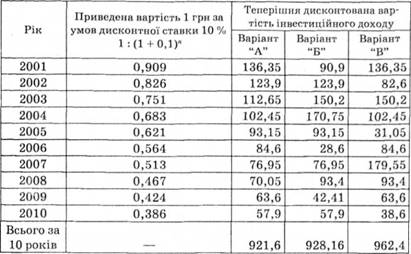 Рік | Приведена вартість 1 грн за умов дисконтної ставки 10 % 1 : (1 + 0,1)ⁿ | Теперішня дисконтована вартість інвестиційного доходу
Варіант "А" | Варіант "Б" | Варіант "В"
2001 | 0,909 | 136,35 | 90,9 | 136,35
2002 | 0,826 | 123,9 | 123,9 | 82,6
2003 | 0,751 | 112,65 | 150,2 | 150,2
2004 | 0,683 | 102,45 | 170,75 | 102,45
2005 | 0,621 | 93,15 | 93,15 | 31,05
2006 | 0,564 | 84,6 | 28,6 | 84,6
2007 | 0,513 | 76,95 | 76,95 | 179,55
2008 | 0,467 | 70,05 | 93,4 | 93,4
2009 | 0,424 | 63,6 | 42,41 | 63,6
2010 | 0,386 | 57,9 | 57,9 | 38,6
Всього за 10 років | — | 921,6 | 928,16 | 962,4